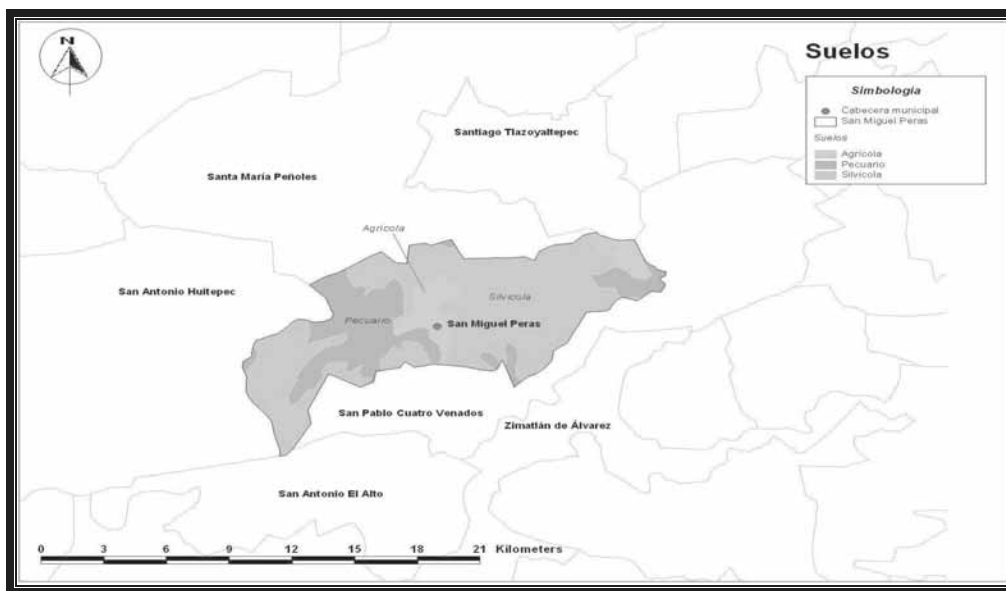 N
Suelos
Simbología
Cabecera municipal
San Miguel Peras
Suelos
Agrícola
Pecuario
Silvícola
Santiago Tlazoyaltepec
Santa María Peñoles
Agrícola
San Antonio Huitepec
Silvícola
Pecuario
San Miguel Peras
San Pablo Cuatro Venados
Zimatlán de Álvarez
San Antonio El Alto
0 3 6 9 12 15 18 21 Kilometers